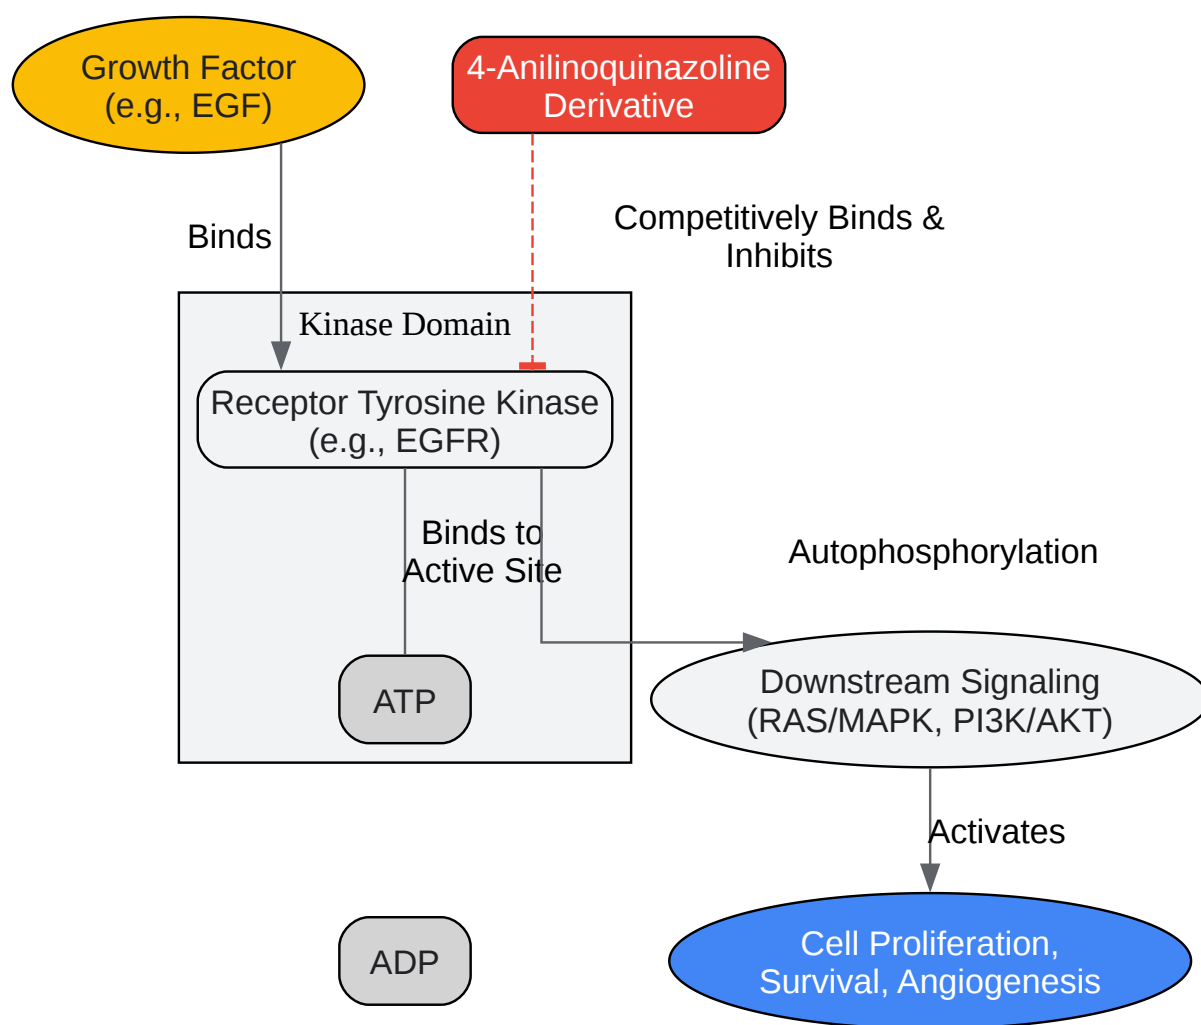 Growth Factor
(e.g., EGF)
4-Anilinoquinazoline
Derivative
Binds
Competitively Binds &
Inhibits
Kinase Domain
Receptor Tyrosine Kinase
(e.g., EGFR)
Binds to
Active Site
Autophosphorylation
ATP
Downstream Signaling
(RAS/MAPK, PI3K/AKT)
Activates
ADP
Cell Proliferation,
Survival, Angiogenesis